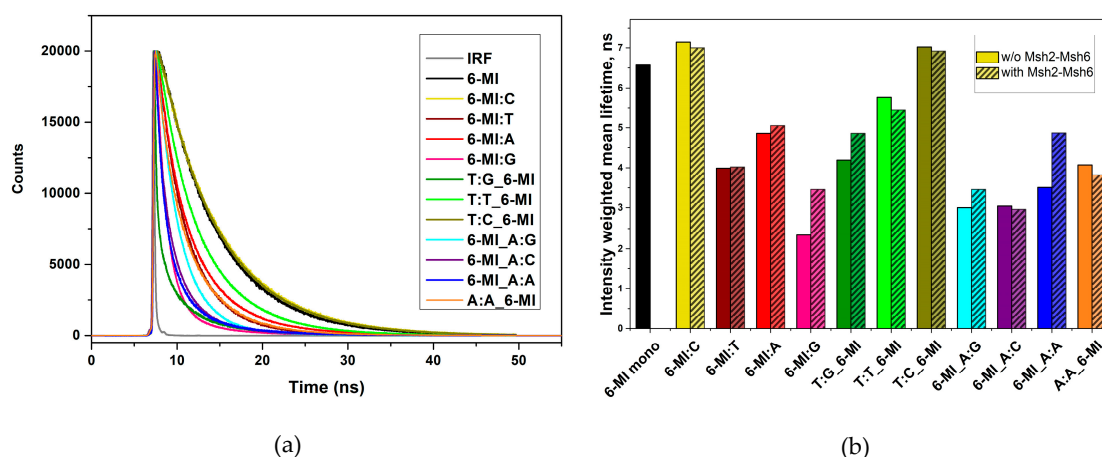 20000
15000
10000
5000
0
Counts
0 10 20 30 40 50
Time (ns)
IRF
6-MI
6-MI:C
6-MI:T
6-MI:A
6-MI:G
T:G_6-MI
T:T_6-MI
T:C_6-MI
6-MI_A:G
6-MI_A:C
6-MI_A:A
A:A_6-MI
(a)
Intensity weighted mean lifetime, ns
7
6
5
4
3
2
1
0
w/o Msh2-Msh6
with Msh2-Msh6
6-MI mono
6-MI:C
6-MI:T
6-MI:A
6-MI:G
T:G_6-MI
T:T_6-MI
T:C_6-MI
6-MI_A:G
6-MI_A:C
6-MI_A:A
A:A_6-MI
(b)